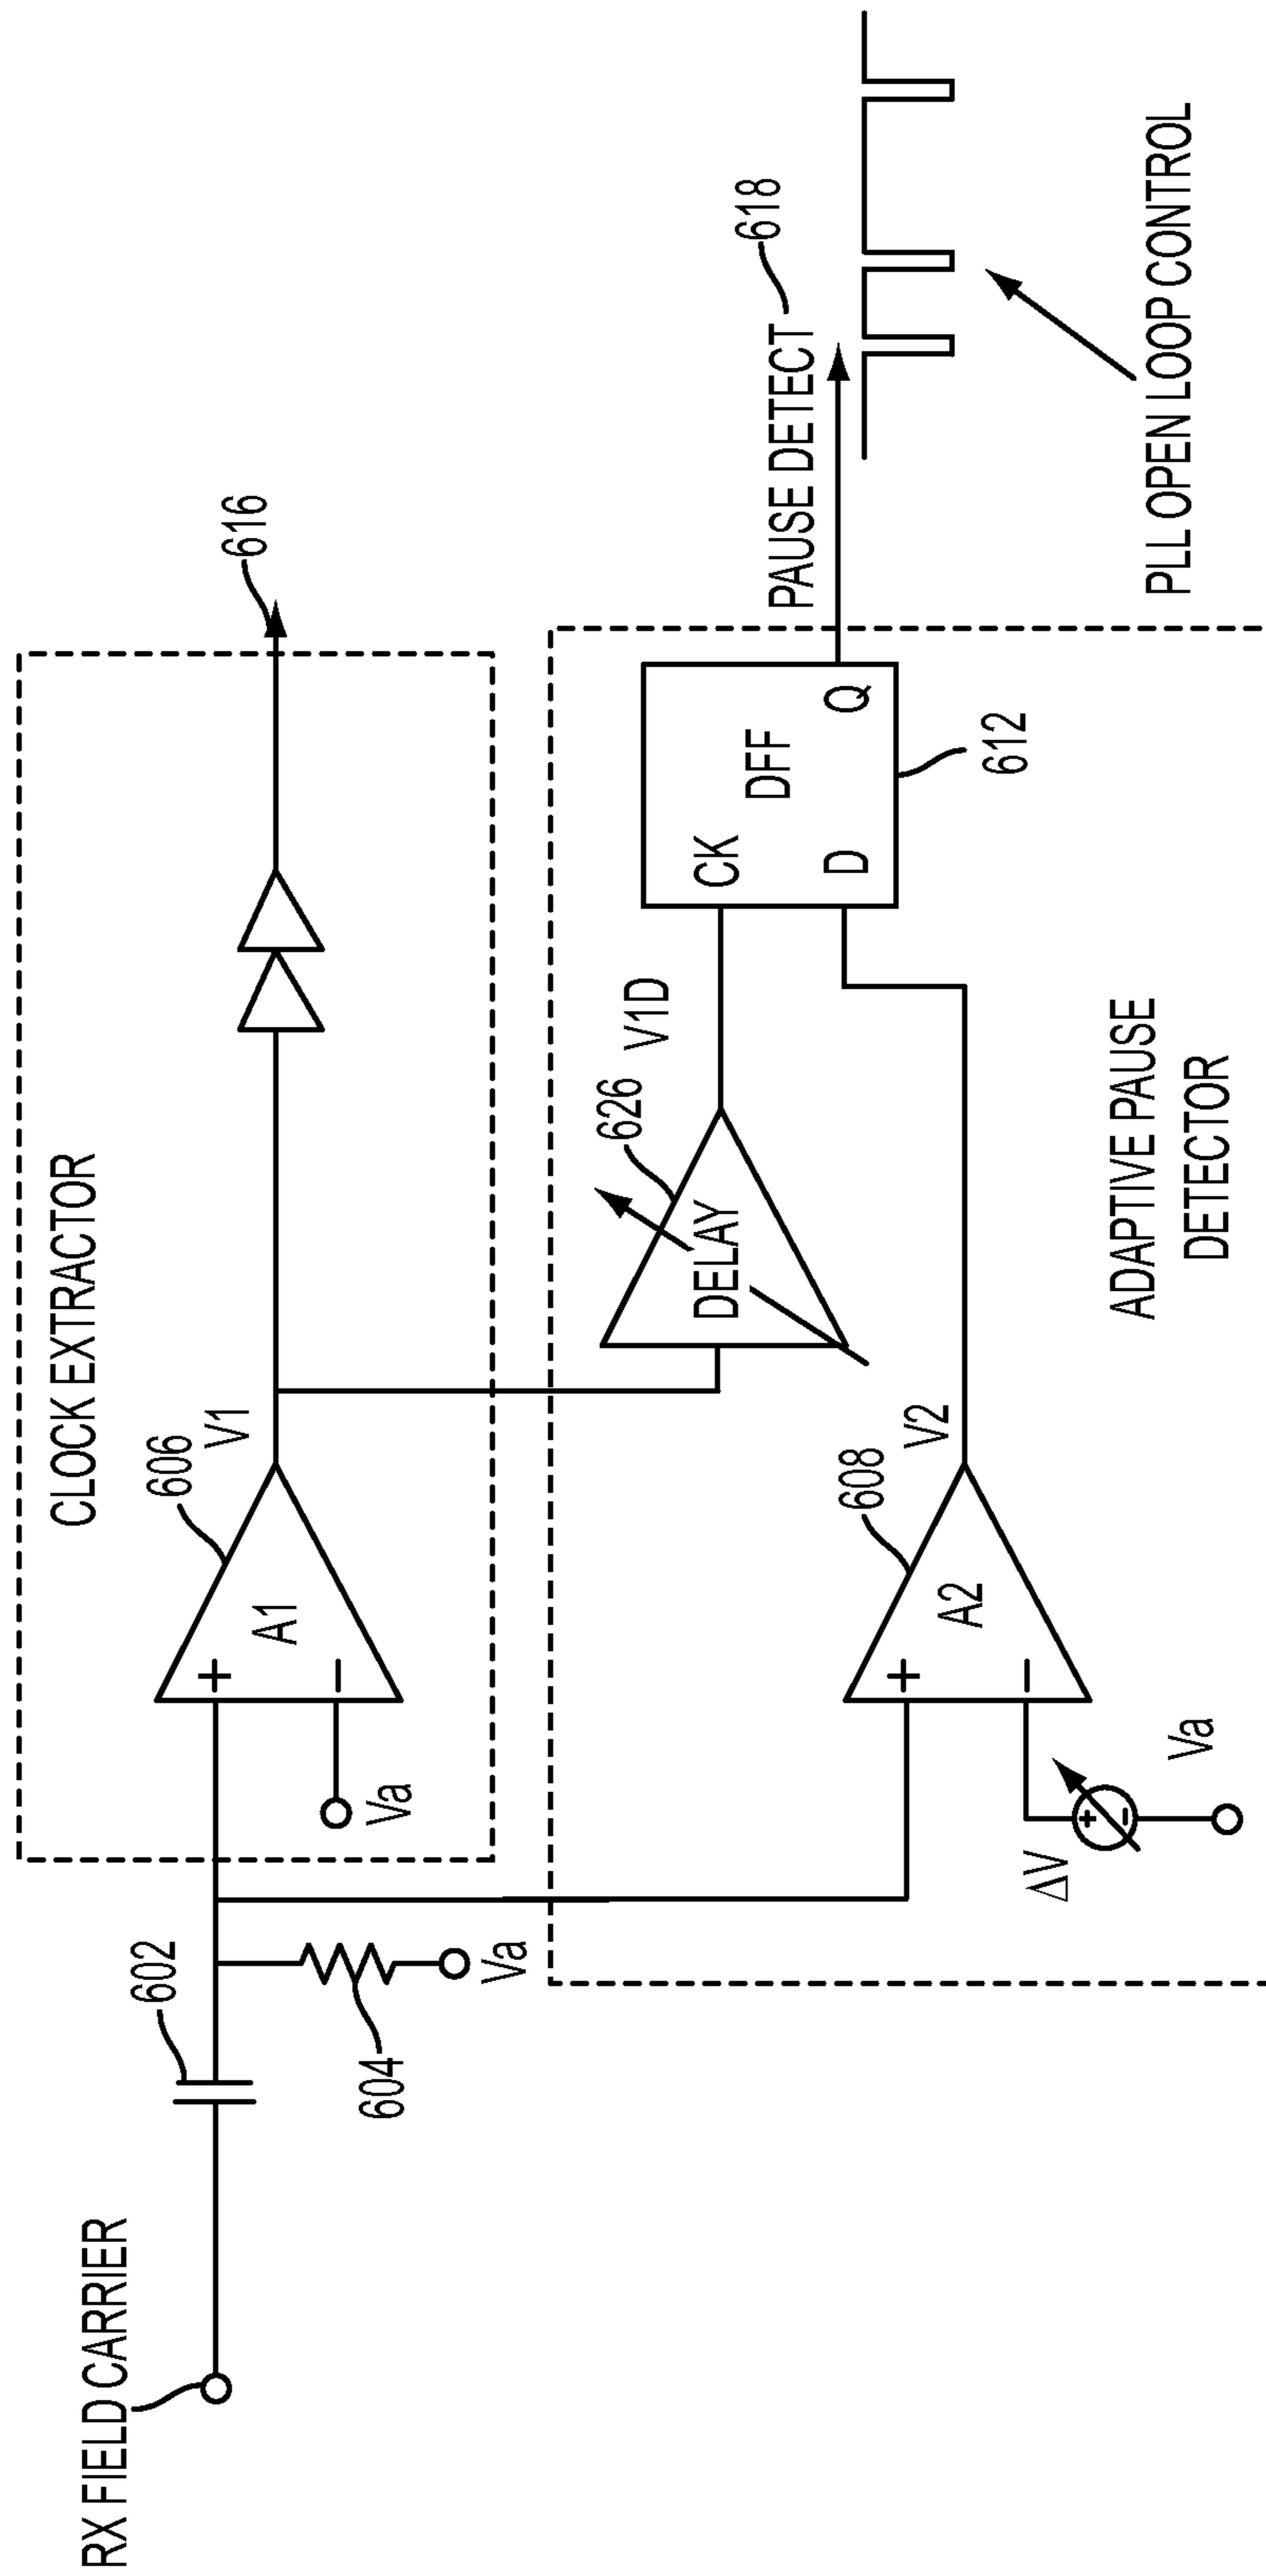 RX FIELD CARRIER
602
604
Va
CLOCK EXTRACTOR
606
V1
A1
+
−
Va
616
626
DELAY
V1D
CK
DFF
D
Q
612
608
V2
A2
+
−
ΔV
+
−
Va
ADAPTIVE PAUSE
DETECTOR
PAUSE DETECT
618
PLL OPEN LOOP CONTROL